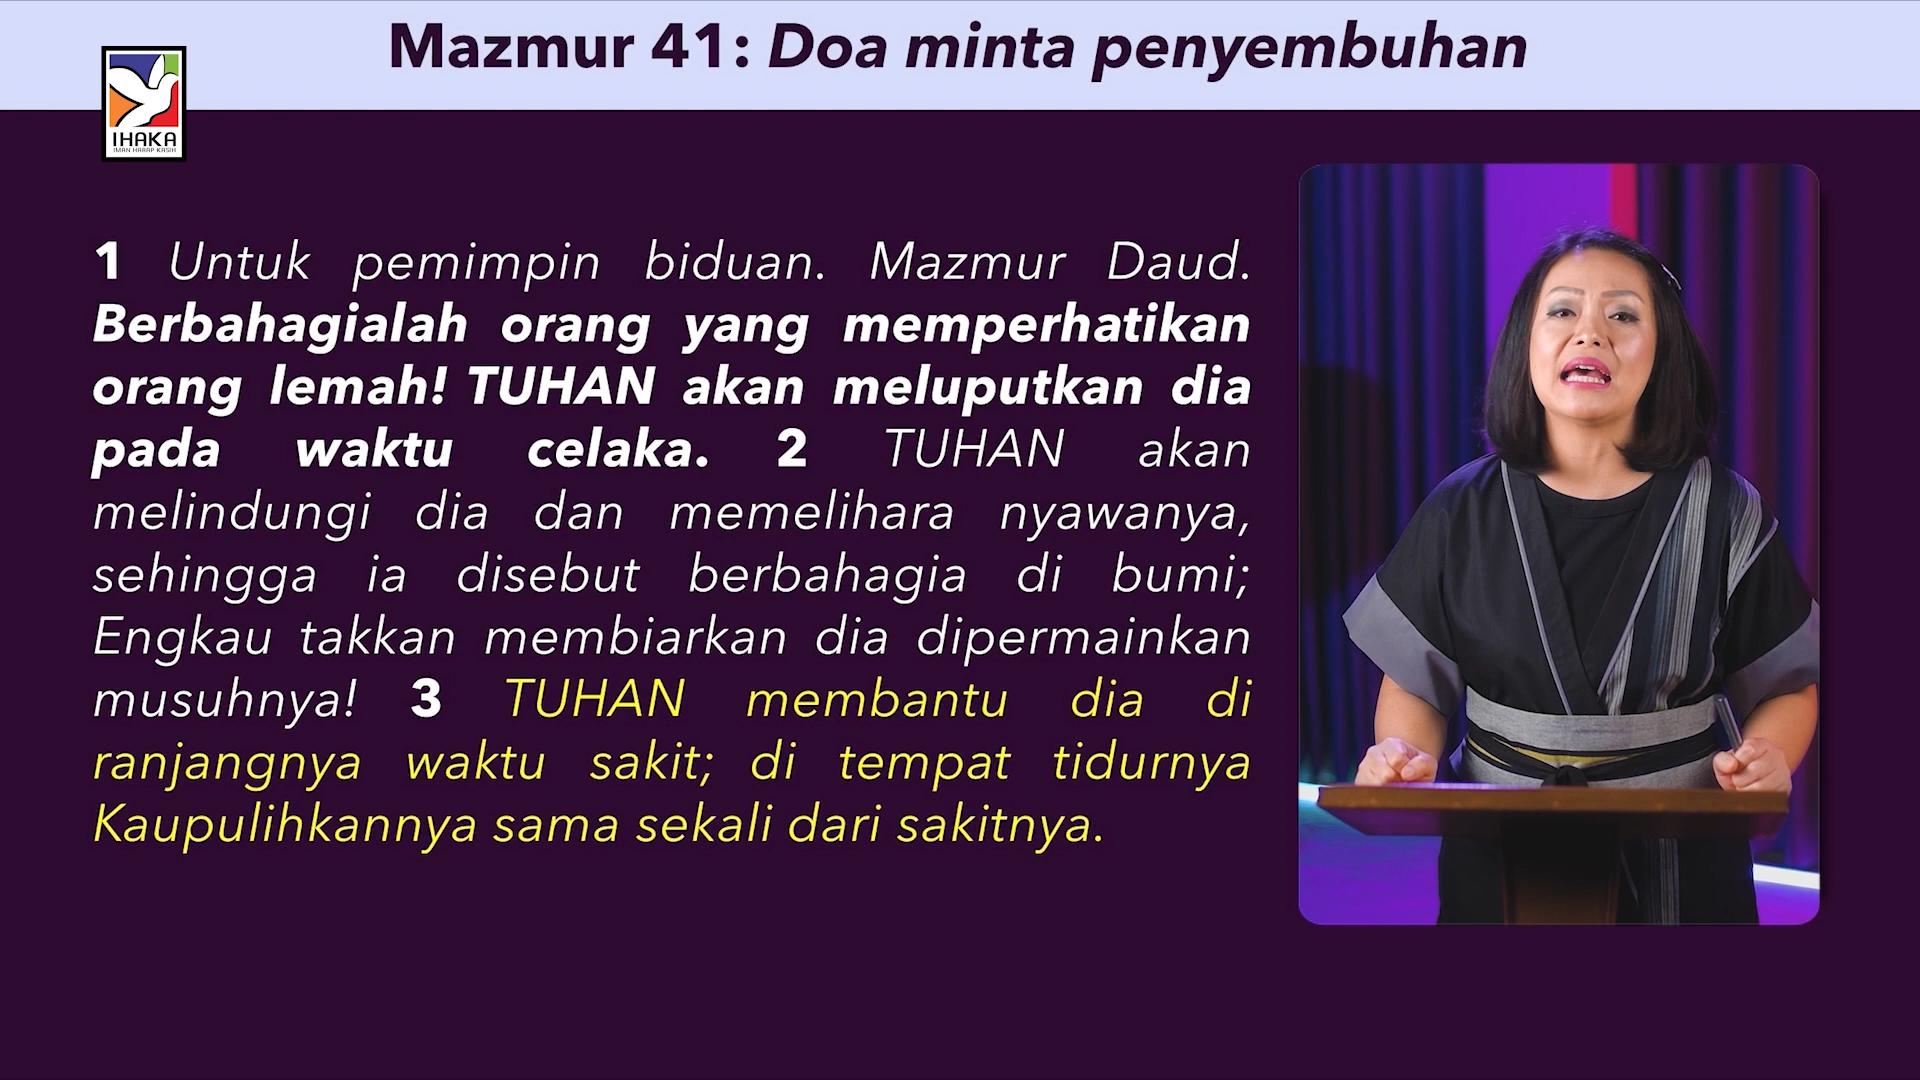 Mazmur 41: Doa minta penyembuhan
IHAKA
IMAN HARAP KASIH
1 Untuk pemimpin biduan. Mazmur Daud.
Berbahagialah orang yang memperhatikan
orang lemah! TUHAN akan meluputkan dia
pada waktu celaka. 2 TUHAN akan
melindungi dia dan memelihara nyawanya,
sehingga ia disebut berbahagia di bumi;
Engkau takkan membiarkan dia dipermainkan
musuhnya! 3 TUHAN membantu dia di
ranjangnya waktu sakit; di tempat tidurnya
Kaupulihkannya sama sekali dari sakitnya.